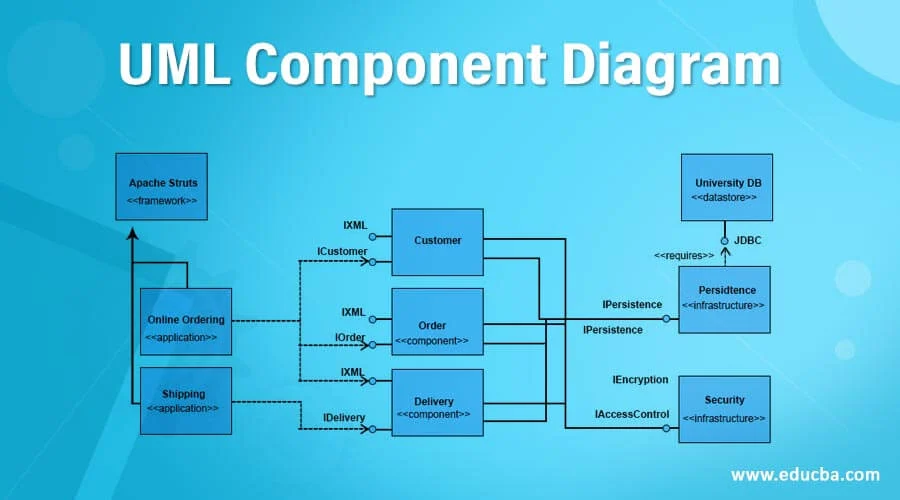 UML Component Diagram
Apache Struts
<<framework>>
University DB
<<datastore>>
JDBC
<<requires>>
IXML
ICustomer
Customer
Online Ordering
<<application>>
IXML
IOrder
Order
<<component>>
IPersistence
IPersistence
Persidtence
<<infrastructure>>
Shipping
<<application>>
IXML
IDelivery
Delivery
<<component>>
IEncryption
IAccessControl
Security
<<infrastructure>>
www.educba.com